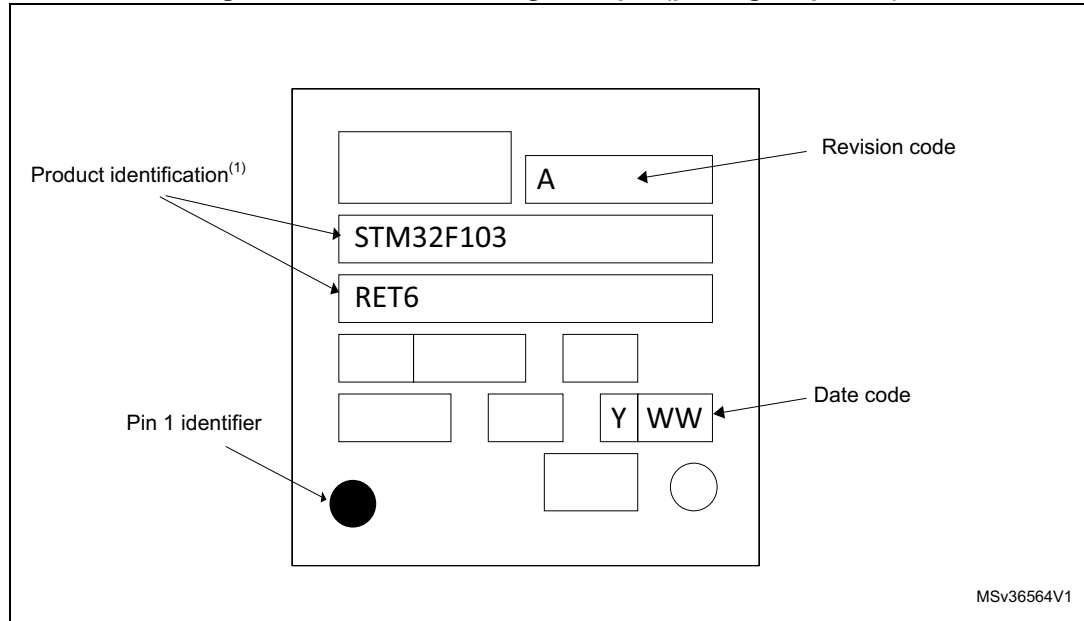 Revision code
A
Product identification(1)
STM32F103
RET6
Date code
Y WW
Pin 1 identifier
MSv36564V1